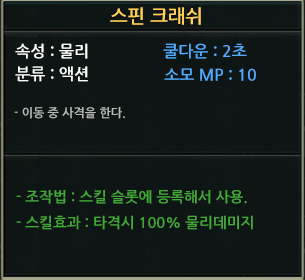 스핀 크래쉬
속성 : 물리 쿨다운 : 2초
분류 : 액션 소모 MP : 10
- 이동 중 사격을 한다.
- 조작법 : 스킬 슬롯에 등록해서 사용.
- 스킬효과 : 타격시 100% 물리데미지